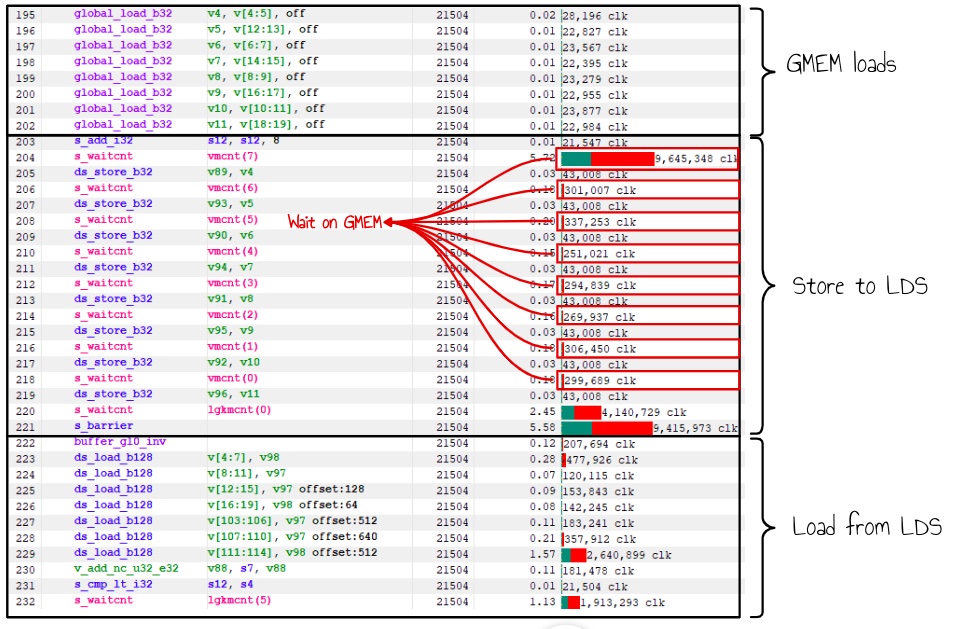 195 global_load_b32 v4, v[4:5], off 21504 0.02 28,196 clk
196 global_load_b32 v5, v[12:13], off 21504 0.01 22,827 clk
197 global_load_b32 v6, v[6:7], off 21504 0.01 23,567 clk
198 global_load_b32 v7, v[14:15], off 21504 0.01 22,395 clk
199 global_load_b32 v8, v[8:9], off 21504 0.01 23,279 clk
200 global_load_b32 v9, v[16:17], off 21504 0.01 22,955 clk
201 global_load_b32 v10, v[10:11], off 21504 0.01 23,877 clk
202 global_load_b32 v11, v[18:19], off 21504 0.01 22,984 clk
GMEM loads
203 s_add_i32 s12, s12, 8 21504 0.01 21,547 clk
204 s_waitcnt vmcnt(7) 21504 5.72 9,645,348 clk
205 ds_store_b32 v89, v4 21504 0.03 43,008 clk
206 s_waitcnt vmcnt(6) 21504 0.18 301,007 clk
207 ds_store_b32 v93, v5 21504 0.03 43,008 clk
208 s_waitcnt vmcnt(5) 21504 0.20 337,253 clk
209 ds_store_b32 v90, v6 21504 0.03 43,008 clk
210 s_waitcnt vmcnt(4) 21504 0.15 251,021 clk
211 ds_store_b32 v94, v7 21504 0.03 43,008 clk
212 s_waitcnt vmcnt(3) 21504 0.17 294,839 clk
213 ds_store_b32 v91, v8 21504 0.03 43,008 clk
214 s_waitcnt vmcnt(2) 21504 0.16 269,937 clk
215 ds_store_b32 v95, v9 21504 0.03 43,008 clk
216 s_waitcnt vmcnt(1) 21504 0.18 306,450 clk
217 ds_store_b32 v92, v10 21504 0.03 43,008 clk
218 s_waitcnt vmcnt(0) 21504 0.18 299,689 clk
219 ds_store_b32 v96, v11 21504 0.03 43,008 clk
220 s_waitcnt lgkmcnt(0) 21504 2.45 4,140,729 clk
221 s_barrier 21504 5.58 9,415,973 clk
Wait on GMEM
Store to LDS
222 buffer_gl0_inv 21504 0.12 207,694 clk
223 ds_load_b128 v[4:7], v98 21504 0.28 477,926 clk
224 ds_load_b128 v[8:11], v97 21504 0.07 120,115 clk
225 ds_load_b128 v[12:15], v97 offset:128 21504 0.09 153,843 clk
226 ds_load_b128 v[16:19], v98 offset:64 21504 0.08 142,245 clk
227 ds_load_b128 v[103:106], v97 offset:512 21504 0.11 183,241 clk
228 ds_load_b128 v[107:110], v97 offset:640 21504 0.21 357,912 clk
229 ds_load_b128 v[111:114], v98 offset:512 21504 1.57 2,640,899 clk
230 v_add_nc_u32_e32 v88, s7, v88 21504 0.11 181,478 clk
231 s_cmp_lt_i32 s12, s4 21504 0.01 21,504 clk
232 s_waitcnt lgkmcnt(5) 21504 1.13 1,913,293 clk
Load from LDS